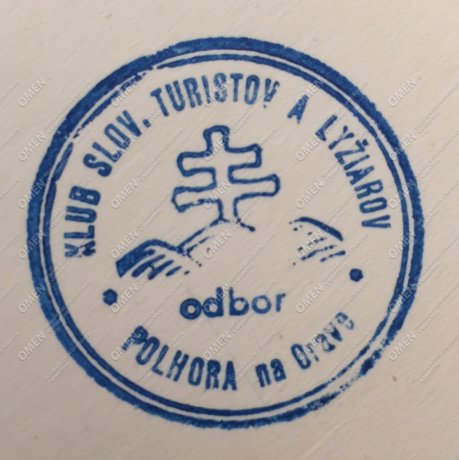 KLUB SLOV. TURISTOV A LYŽIAROV
odbor
POLHORA na Orave